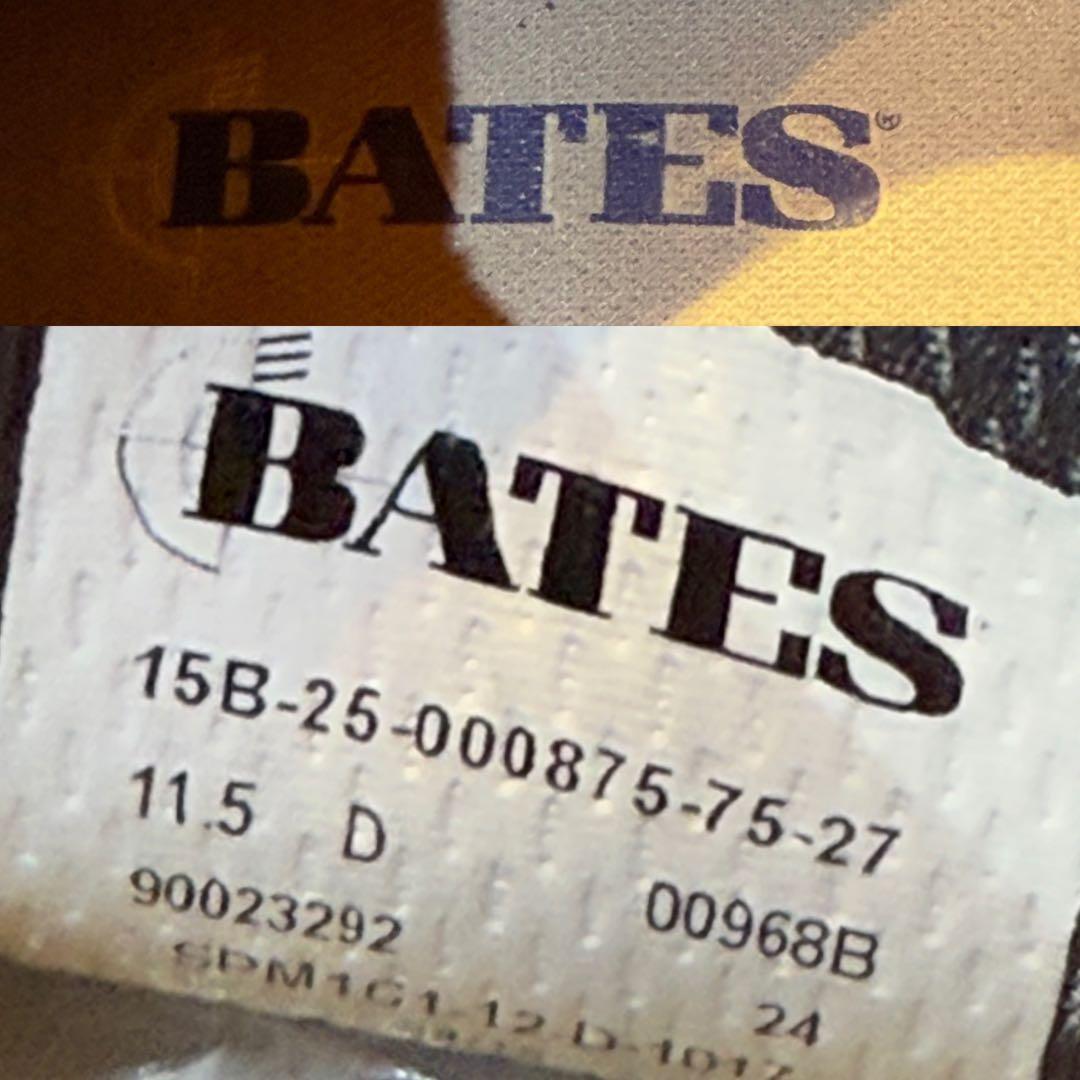 BATES®
BATES
15B-25-000875-75-27
11.5 D
90023292 00968B
24